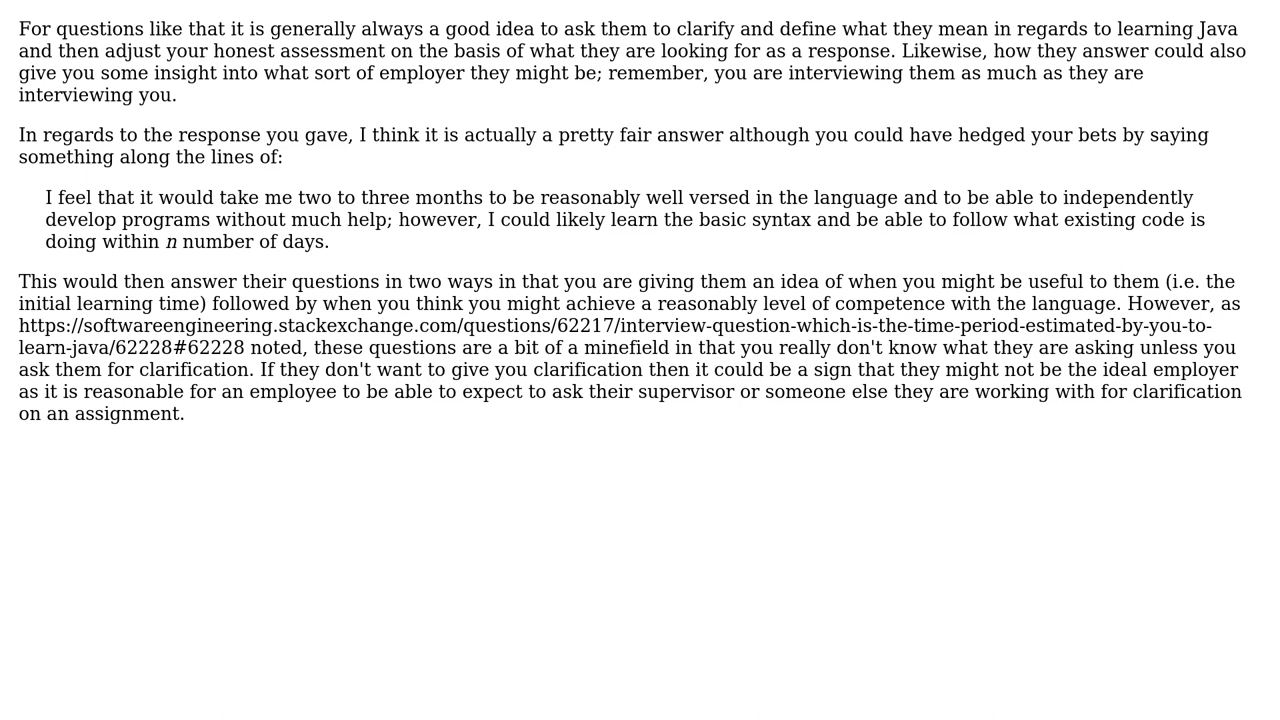 For questions like that it is generally always a good idea to ask them to clarify and define what they mean in regards to learning Java
and then adjust your honest assessment on the basis of what they are looking for as a response. Likewise, how they answer could also
give you some insight into what sort of employer they might be; remember, you are interviewing them as much as they are
interviewing you.
In regards to the response you gave, I think it is actually a pretty fair answer although you could have hedged your bets by saying
something along the lines of:
I feel that it would take me two to three months to be reasonably well versed in the language and to be able to independently
develop programs without much help; however, I could likely learn the basic syntax and be able to follow what existing code is
doing within n number of days.
This would then answer their questions in two ways in that you are giving them an idea of when you might be useful to them (i.e. the
initial learning time) followed by when you think you might achieve a reasonably level of competence with the language. However, as
https://softwareengineering.stackexchange.com/questions/62217/interview-question-which-is-the-time-period-estimated-by-you-to-
learn-java/62228#62228 noted, these questions are a bit of a minefield in that you really don't know what they are asking unless you
ask them for clarification. If they don't want to give you clarification then it could be a sign that they might not be the ideal employer
as it is reasonable for an employee to be able to expect to ask their supervisor or someone else they are working with for clarification
on an assignment.